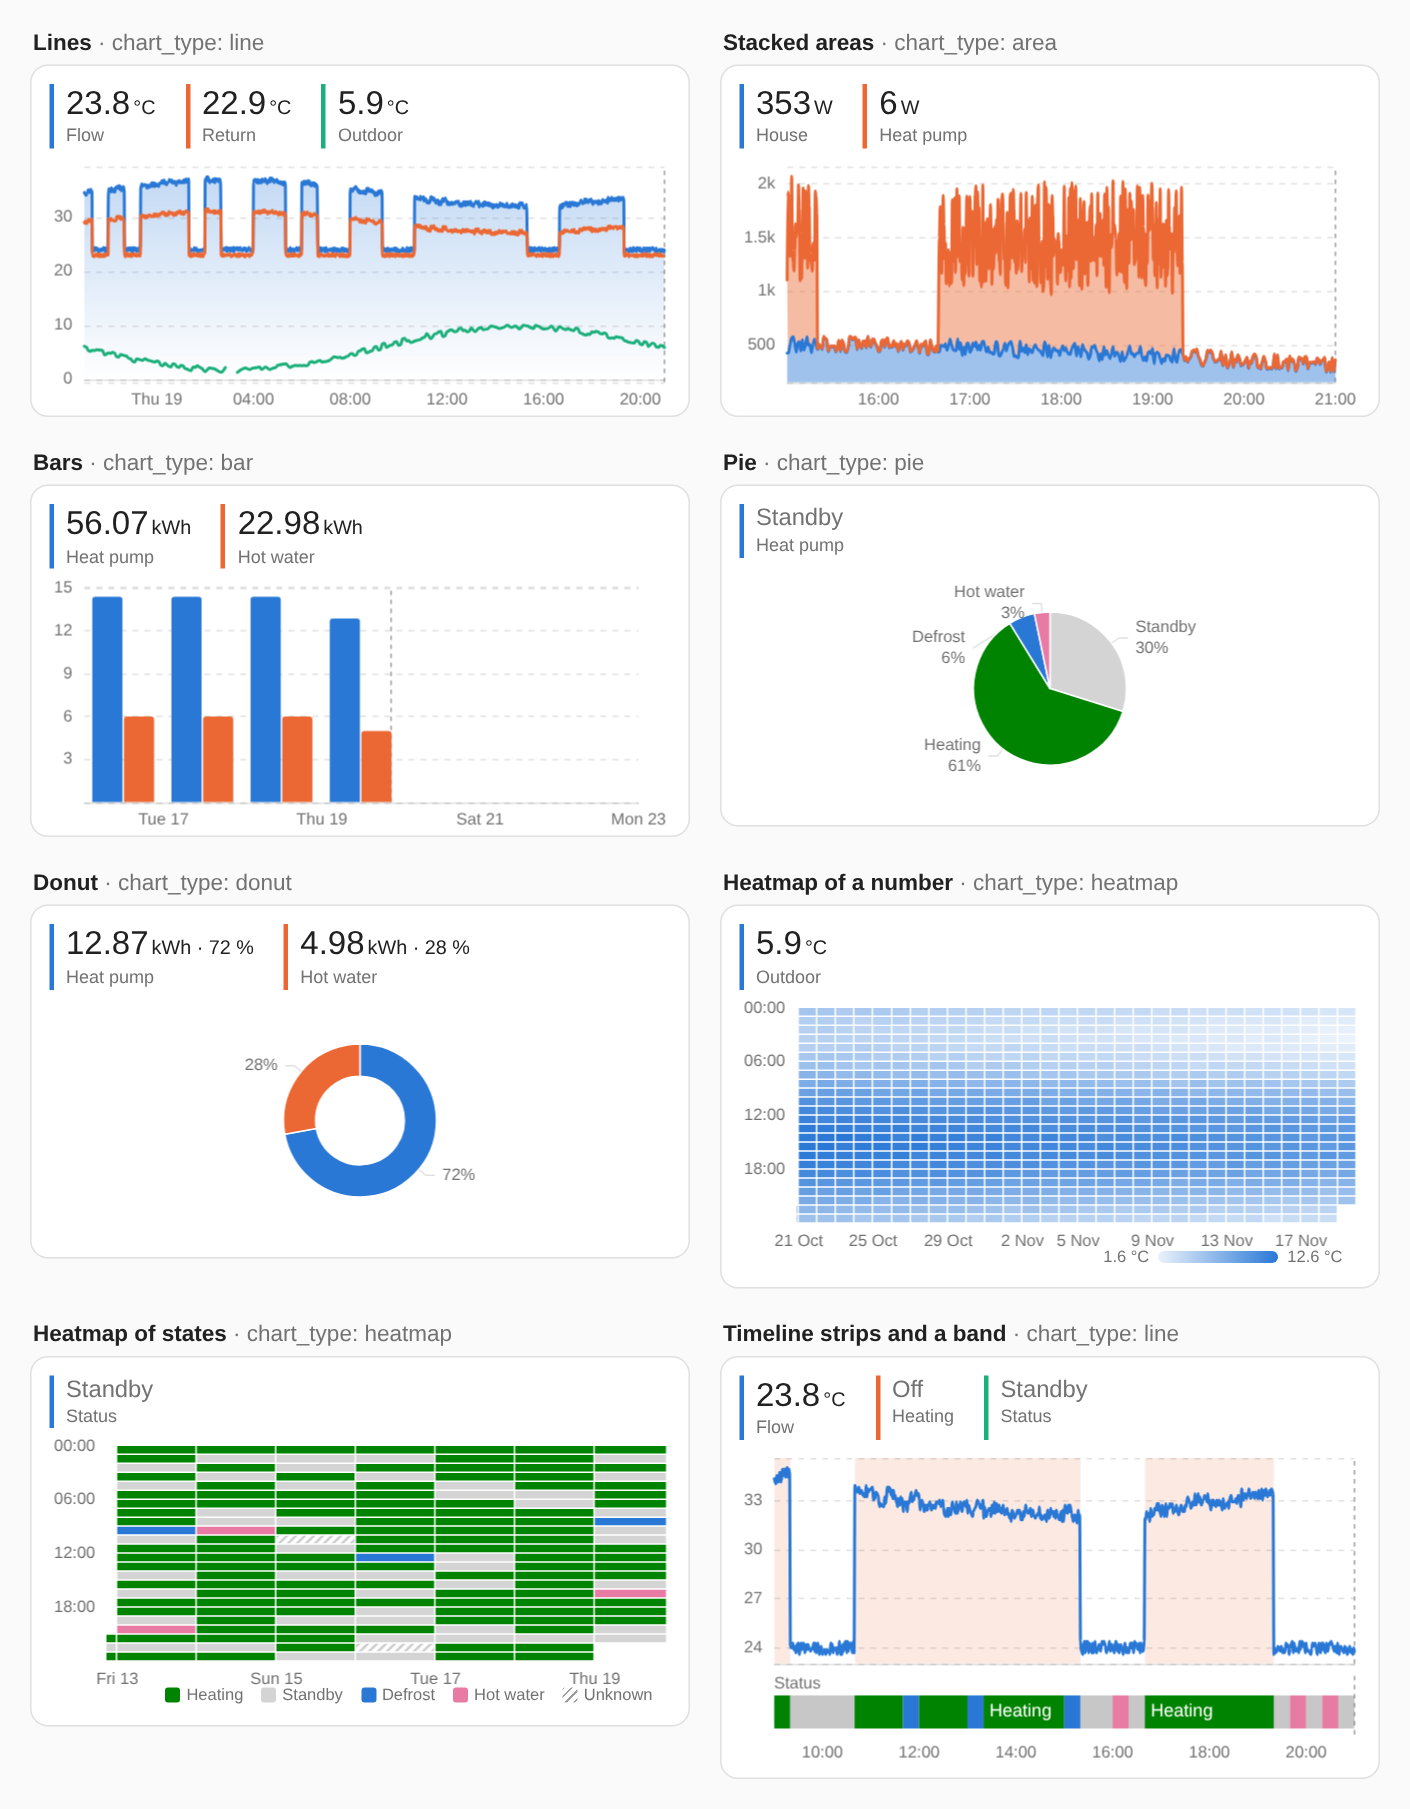 Lines · chart_type: line
23.8 °C
Flow
22.9 °C
Return
5.9 °C
Outdoor
30
20
10
0
Thu 19 04:00 08:00 12:00 16:00 20:00
Stacked areas · chart_type: area
353 W
House
6 W
Heat pump
2k
1.5k
1k
500
16:00 17:00 18:00 19:00 20:00 21:00
Bars · chart_type: bar
56.07 kWh
Heat pump
22.98 kWh
Hot water
15
12
9
6
3
Tue 17 Thu 19 Sat 21 Mon 23
Pie · chart_type: pie
Standby
Heat pump
Hot water
3%
Defrost
6%
Standby
30%
Heating
61%
Donut · chart_type: donut
12.87 kWh · 72 %
Heat pump
4.98 kWh · 28 %
Hot water
28%
72%
Heatmap of a number · chart_type: heatmap
5.9 °C
Outdoor
00:00
06:00
12:00
18:00
21 Oct 25 Oct 29 Oct 2 Nov 5 Nov 9 Nov 13 Nov 17 Nov
1.6 °C 12.6 °C
Heatmap of states · chart_type: heatmap
Standby
Status
00:00
06:00
12:00
18:00
Fri 13 Sun 15 Tue 17 Thu 19
Heating Standby Defrost Hot water Unknown
Timeline strips and a band · chart_type: line
23.8 °C
Flow
Off
Heating
Standby
Status
33
30
27
24
Status
Heating Heating
10:00 12:00 14:00 16:00 18:00 20:00